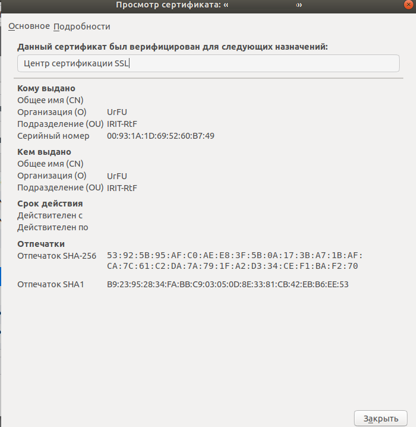 Просмотр сертификата: « »
Основное Подробности
Данный сертификат был верифицирован для следующих назначений:
Центр сертификации SSL
Кому выдано
Общее имя (CN)
Организация (O) UrFU
Подразделение (OU) IRIT-RtF
Серийный номер 00:93:1A:1D:69:52:60:B7:49
Кем выдано
Общее имя (CN)
Организация (O) UrFU
Подразделение (OU) IRIT-RtF
Срок действия
Действителен с
Действителен по
Отпечатки
Отпечаток SHA-256 53:92:5B:95:AF:C0:AE:E8:3F:5B:0A:17:3B:A7:1B:AF:
CA:7C:61:C2:DA:7A:79:1F:A2:D3:34:CE:F1:BA:F2:70
Отпечаток SHA1 B9:23:95:28:34:FA:BB:C9:03:05:0D:8E:33:81:CB:42:EB:B6:EE:53
Закрыть